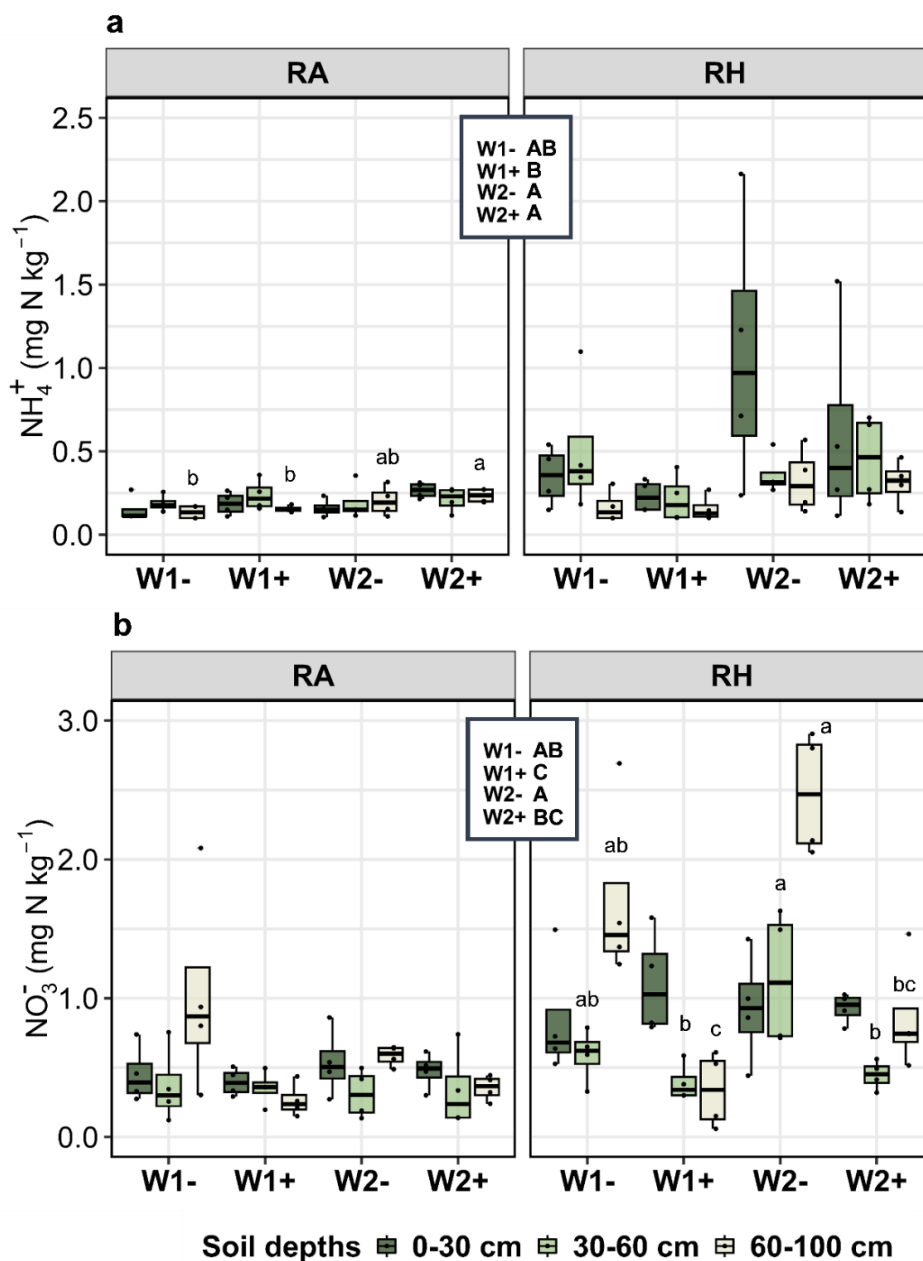 a
RA RH
2.5
2.0
1.5
1.0
0.5
0.0
NH₄⁺ (mg N kg⁻¹)
W1- AB
W1+ B
W2- A
W2+ A
b b ab a
W1- W1+ W2- W2+ W1- W1+ W2- W2+
b
RA RH
3.0
2.0
1.0
0.0
NO₃⁻ (mg N kg⁻¹)
W1- AB
W1+ C
W2- A
W2+ BC
ab ab b c a a b bc
W1- W1+ W2- W2+ W1- W1+ W2- W2+
Soil depths 0-30 cm 30-60 cm 60-100 cm